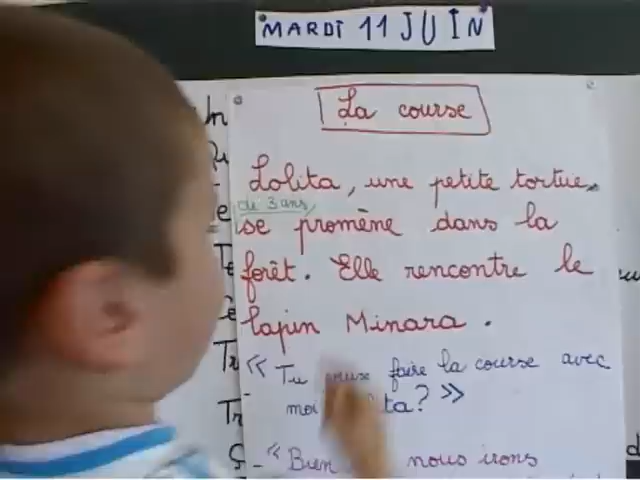 MARDI 11 JUIN
La course
Lolita, une petite tortue
de 3 ans,
se promène dans la
forêt. Elle rencontre le
lapin Minara.
« Tu veux faire la course avec
moi ta? »
- « Bien nous irons